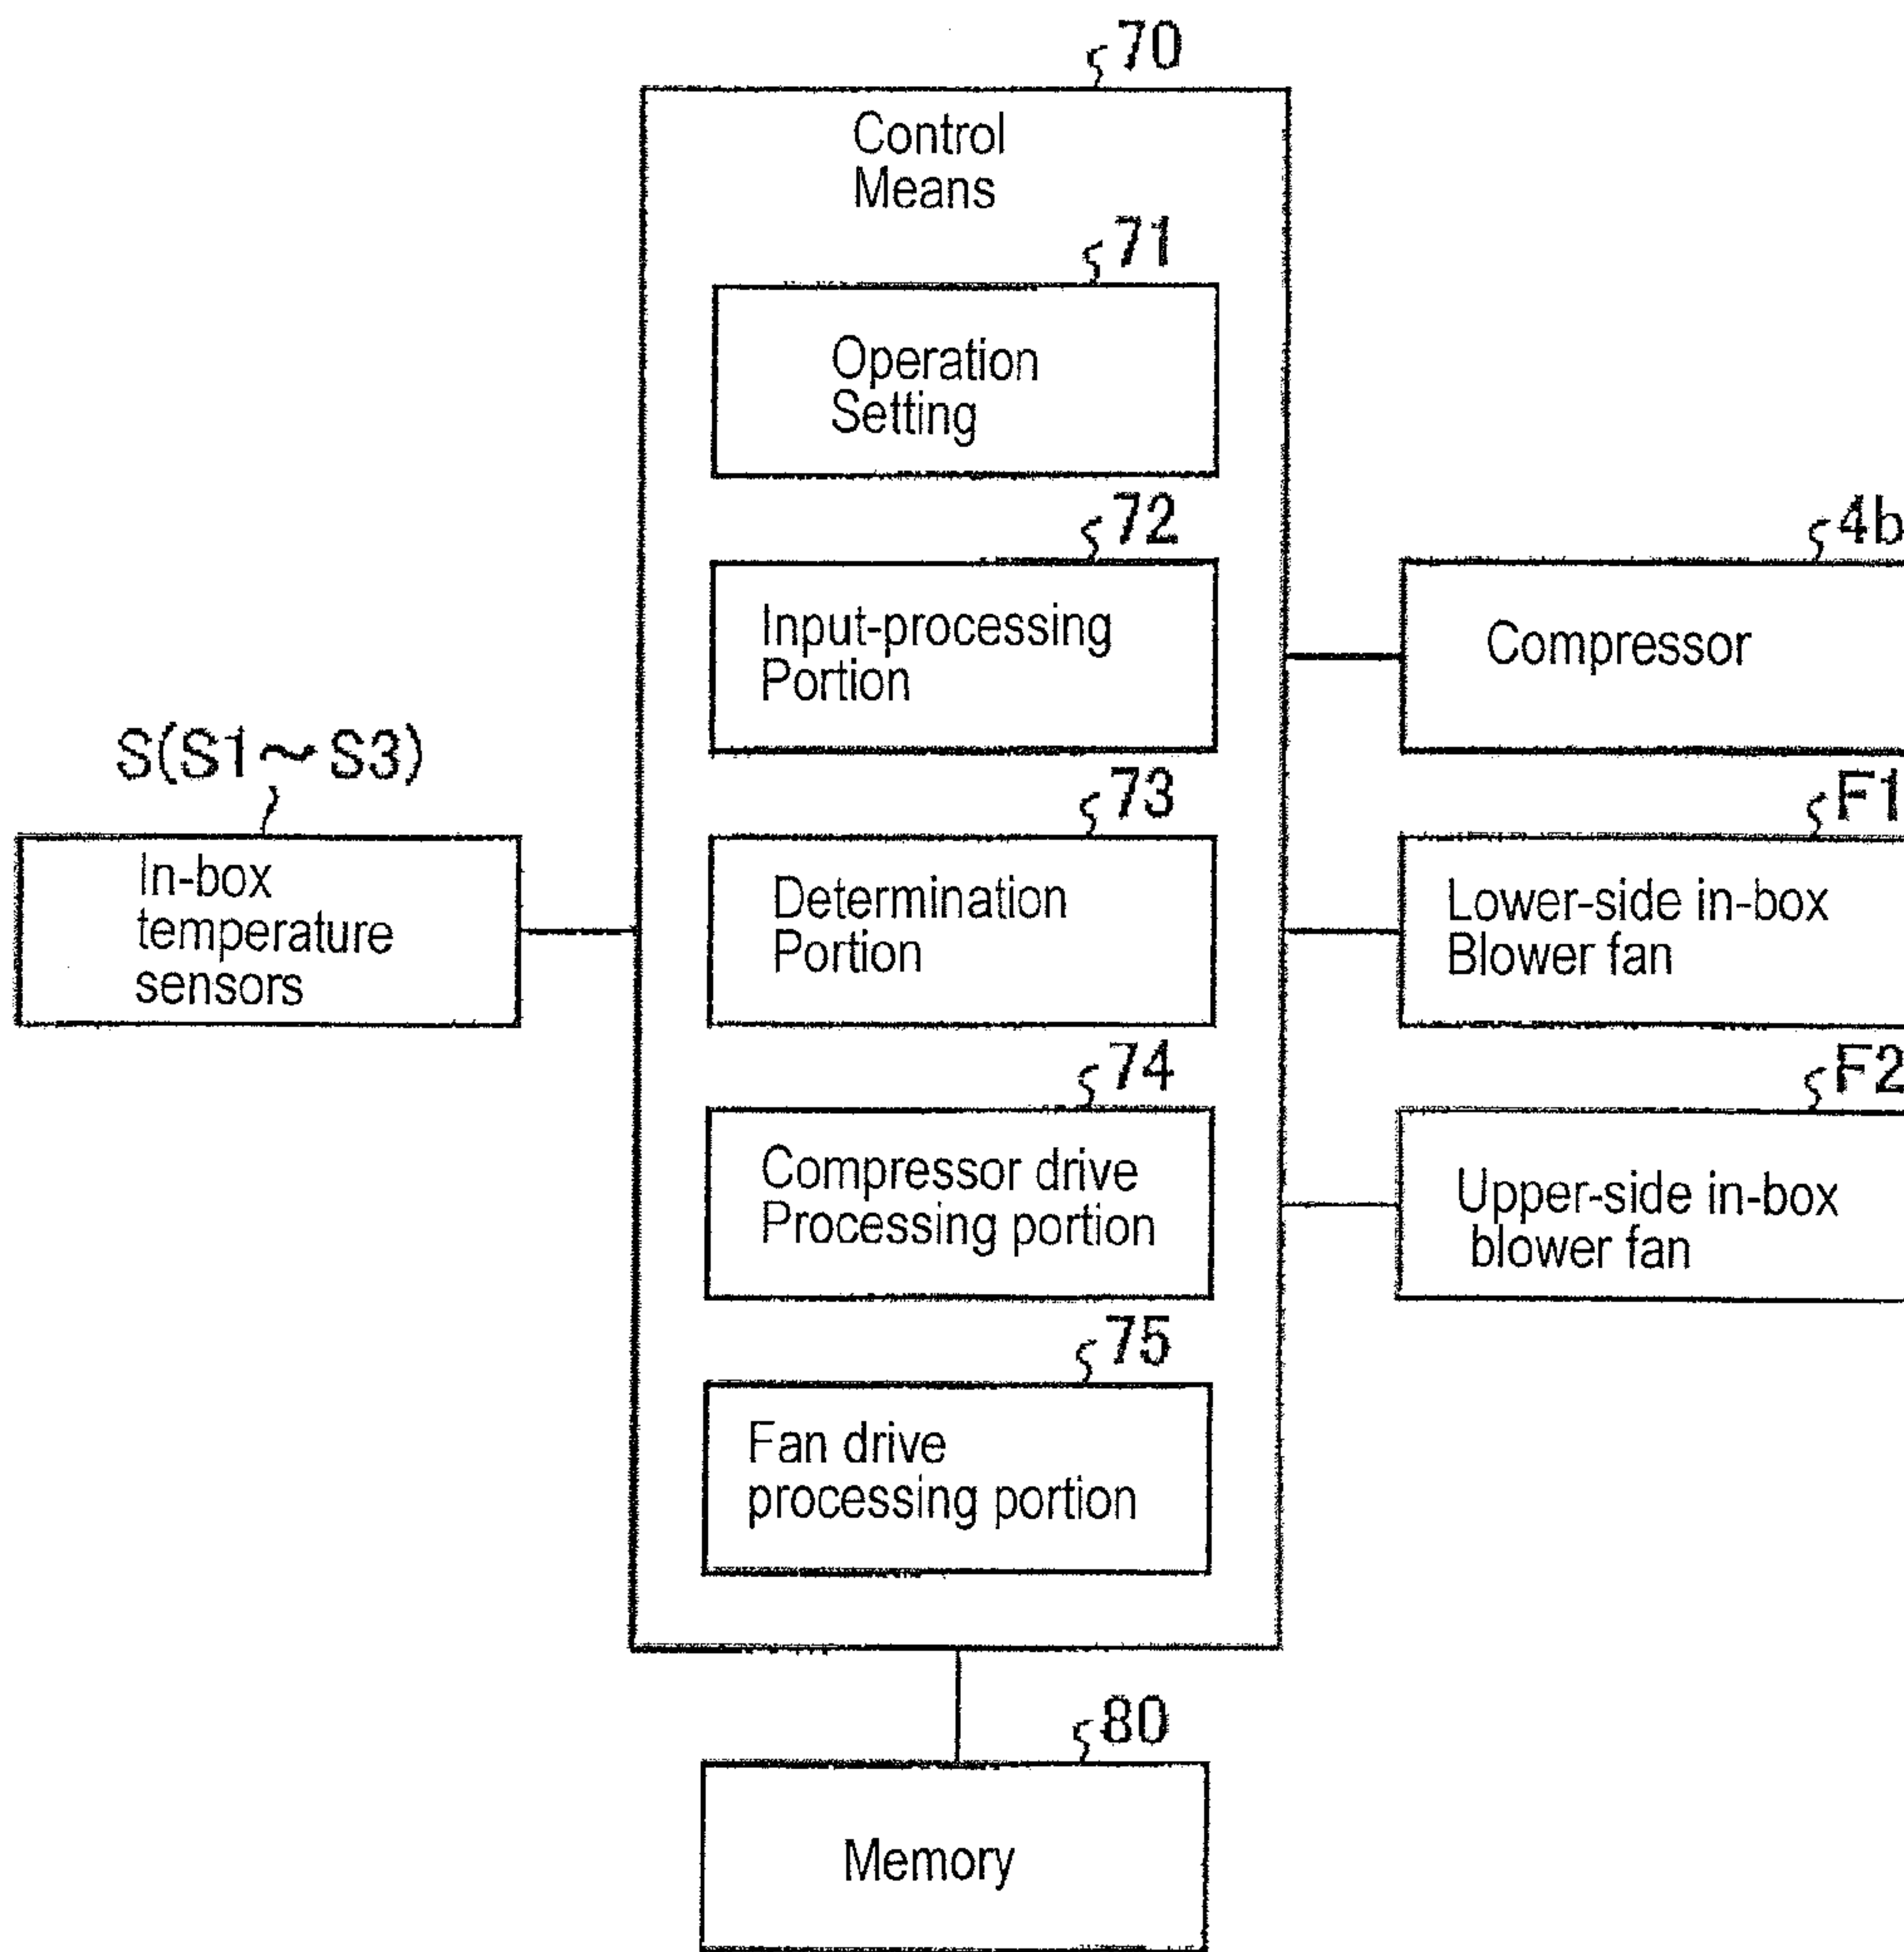 70
Control
Means
71
Operation
Setting
72
Input-processing
Portion
73
Determination
Portion
74
Compressor drive
Processing portion
75
Fan drive
processing portion
S(S1~S3)
In-box
temperature
sensors
4b
Compressor
F1
Lower-side in-box
Blower fan
F2
Upper-side in-box
blower fan
80
Memory